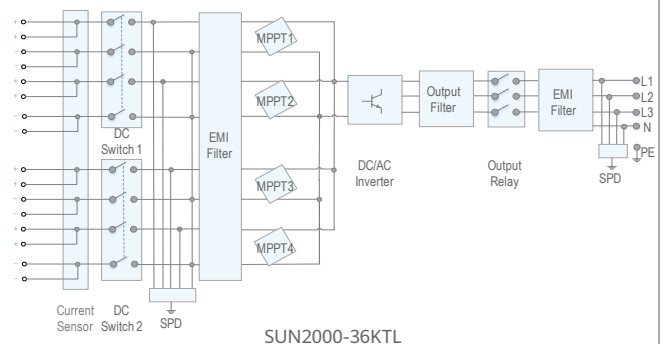 +
+
-
-
+
+
-
-
DC
Switch 1
+
+
-
-
+
+
-
-
Current
Sensor
DC
Switch 2
SPD
EMI
Filter
MPPT1
MPPT2
MPPT3
MPPT4
DC/AC
Inverter
Output
Filter
Output
Relay
EMI
Filter
L1
L2
L3
N
PE
SPD
SUN2000-36KTL